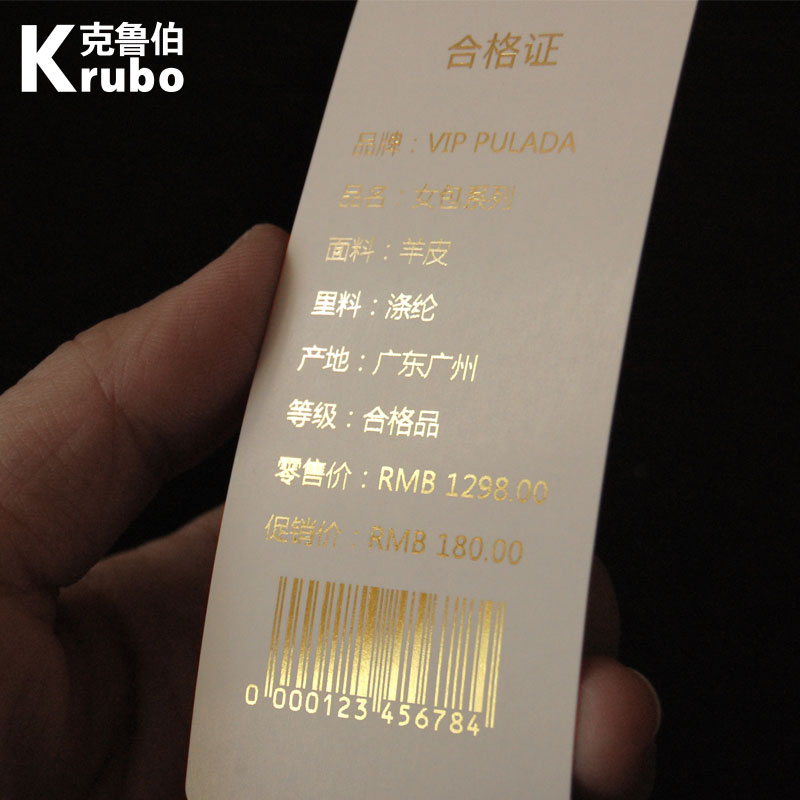 克鲁伯
Krubo
合格证
品牌：VIP PULADA
品名：女包系列
面料：羊皮
里料：涤纶
产地：广东广州
等级：合格品
零售价：RMB 1298.00
促销价：RMB 180.00
0 000123 456784